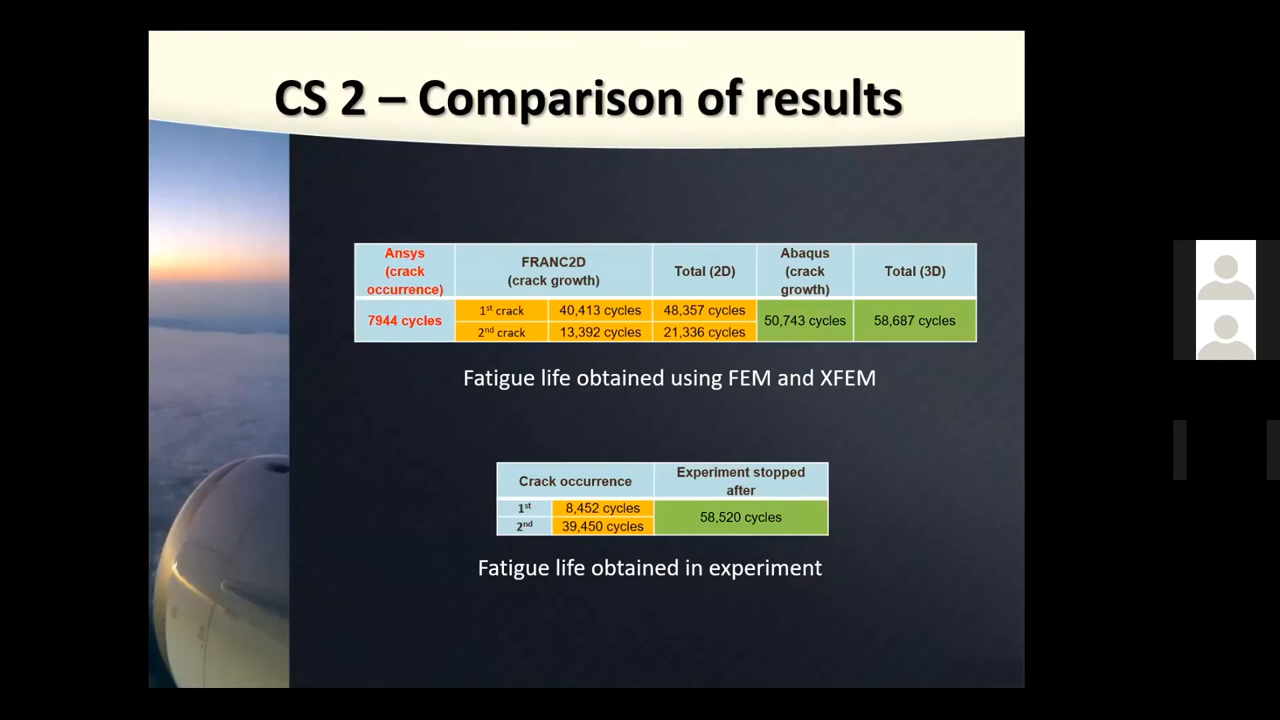 CS 2 – Comparison of results
Ansys (crack occurrence) FRANC2D (crack growth) Total (2D) Abaqus (crack growth) Total (3D)
7944 cycles 1st crack 40,413 cycles 48,357 cycles 50,743 cycles 58,687 cycles
2nd crack 13,392 cycles 21,336 cycles
Fatigue life obtained using FEM and XFEM
Crack occurrence Experiment stopped after
1st 8,452 cycles 58,520 cycles
2nd 39,450 cycles
Fatigue life obtained in experiment